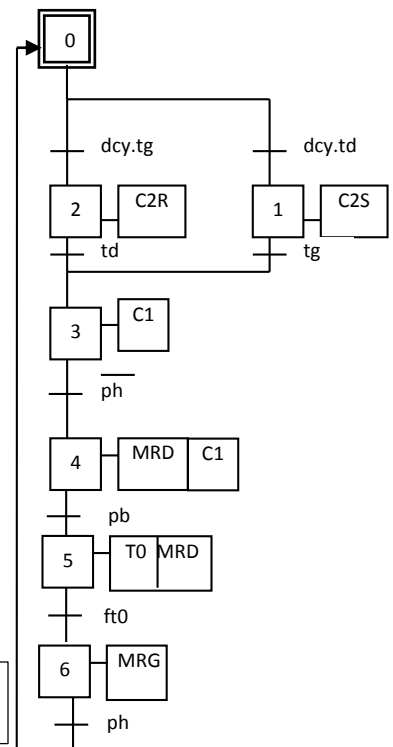 0
dcy.tg
dcy.td
2
C2R
1
C2S
td
tg
3
C1
ph
4
MRD
C1
pb
5
T0
MRD
ft0
6
MRG
ph